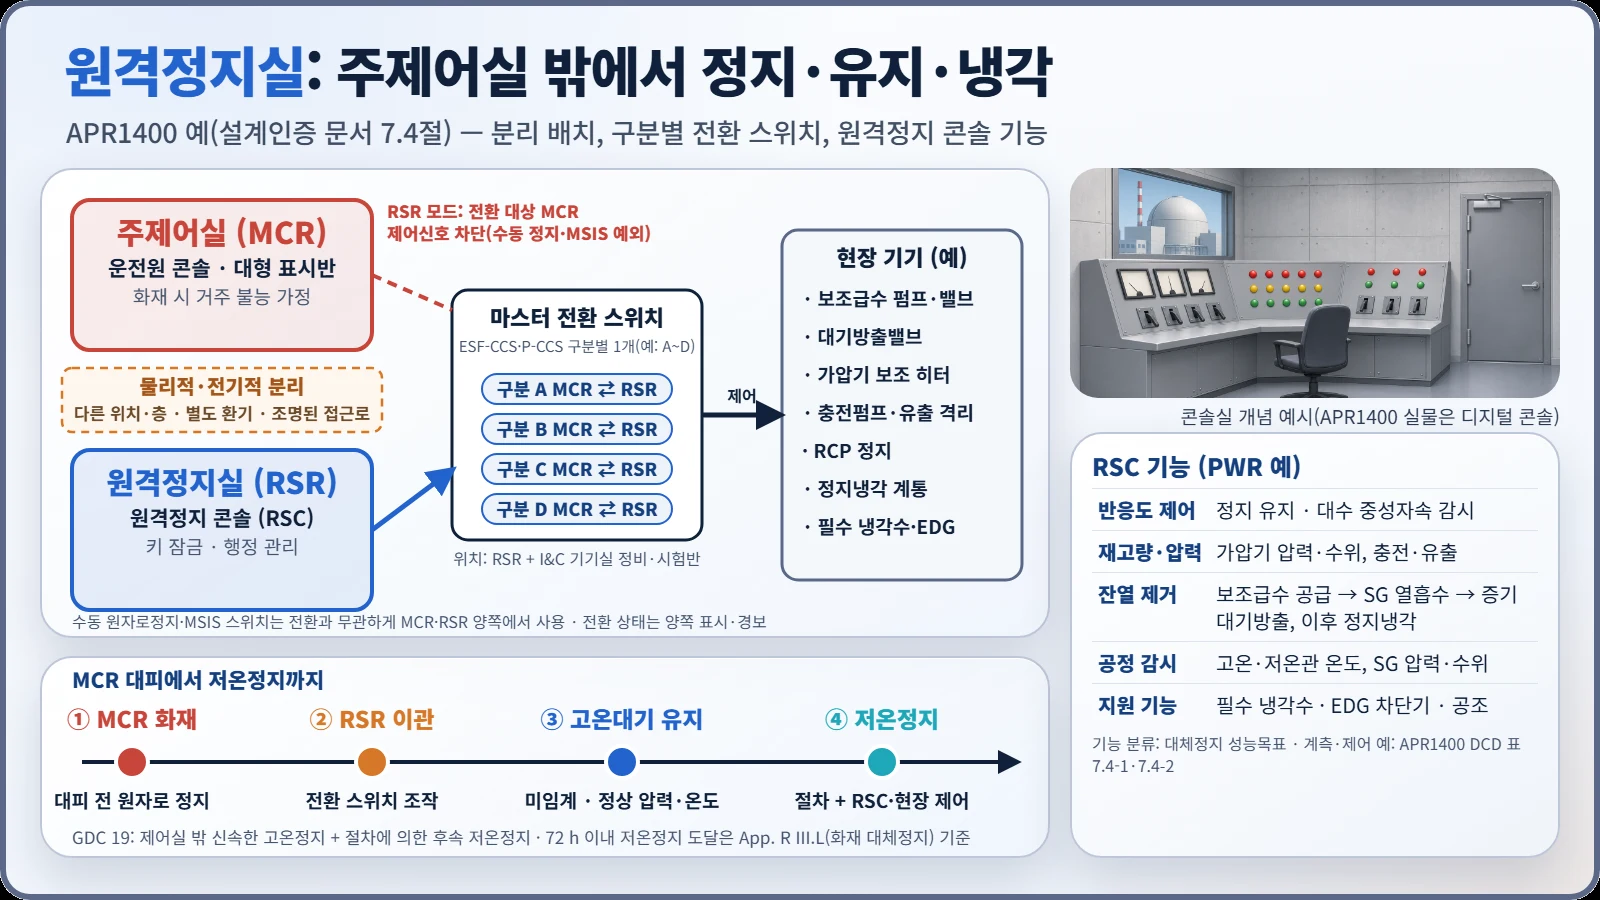 원격정지실: 주제어실 밖에서 정지·유지·냉각
APR1400 예(설계인증 문서 7.4절) — 분리 배치, 구분별 전환 스위치, 원격정지 콘솔 기능
주제어실 (MCR)
운전원 콘솔 · 대형 표시반
화재 시 거주 불능 가정
RSR 모드: 전환 대상 MCR
제어신호 차단(수동 정지·MSIS 예외)
물리적·전기적 분리
다른 위치·층 · 별도 환기 · 조명된 접근로
원격정지실 (RSR)
원격정지 콘솔 (RSC)
키 잠금 · 행정 관리
마스터 전환 스위치
ESF-CCS·P-CCS 구분별 1개(예: A~D)
구분 A MCR ⇄ RSR
구분 B MCR ⇄ RSR
구분 C MCR ⇄ RSR
구분 D MCR ⇄ RSR
위치: RSR + I&C 기기실 정비·시험반
제어
현장 기기 (예)
· 보조급수 펌프·밸브
· 대기방출밸브
· 가압기 보조 히터
· 충전펌프·유출 격리
· RCP 정지
· 정지냉각 계통
· 필수 냉각수·EDG
수동 원자로정지·MSIS 스위치는 전환과 무관하게 MCR·RSR 양쪽에서 사용 · 전환 상태는 양쪽 표시·경보
콘솔실 개념 예시(APR1400 실물은 디지털 콘솔)
RSC 기능 (PWR 예)
반응도 제어 정지 유지 · 대수 중성자속 감시
재고량·압력 가압기 압력·수위, 충전·유출
잔열 제거 보조급수 공급 → SG 열흡수 → 증기
대기방출, 이후 정지냉각
공정 감시 고온·저온관 온도, SG 압력·수위
지원 기능 필수 냉각수 · EDG 차단기 · 공조
기능 분류: 대체정지 성능목표 · 계측·제어 예: APR1400 DCD 표
7.4-1·7.4-2
MCR 대피에서 저온정지까지
① MCR 화재
② RSR 이관
③ 고온대기 유지
④ 저온정지
대피 전 원자로 정지
전환 스위치 조작
미임계 · 정상 압력·온도
절차 + RSC·현장 제어
GDC 19: 제어실 밖 신속한 고온정지 + 절차에 의한 후속 저온정지 · 72 h 이내 저온정지 도달은 App. R III.L(화재 대체정지) 기준